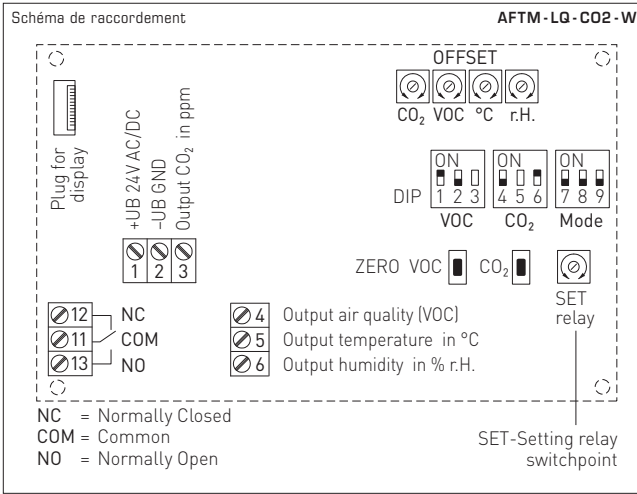 Schéma de raccordement AFTM-LQ-CO2-W
OFFSET
CO₂ VOC °C r.H.
Plug for
display
+UB 24V AC/DC
–UB GND
Output CO₂ in ppm
1 2 3
ON ON ON
DIP 1 2 3 4 5 6 7 8 9
VOC CO₂ Mode
ZERO VOC CO₂
SET
relay
12 NC
11 COM
13 NO
4 Output air quality (VOC)
5 Output temperature in °C
6 Output humidity in % r.H.
NC = Normally Closed
COM = Common
NO = Normally Open
SET-Setting relay
switchpoint